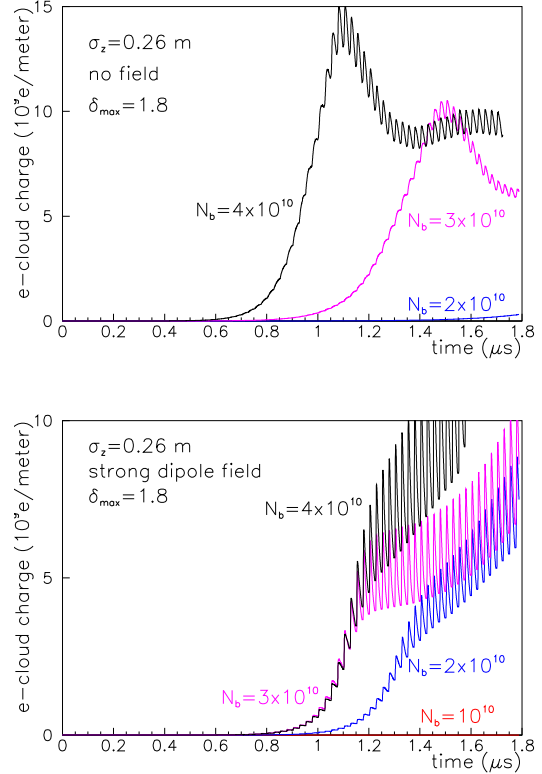 e-cloud charge (10⁹e/meter)
15
10
5
0
σz=0.26 m
no field
δmax=1.8
Nb=4x10¹⁰
Nb=3x10¹⁰
Nb=2x10¹⁰
0 0.2 0.4 0.6 0.8 1 1.2 1.4 1.6 1.8
time (μs)
e-cloud charge (10⁹e/meter)
10
5
0
σz=0.26 m
strong dipole field
δmax=1.8
Nb=4x10¹⁰
Nb=3x10¹⁰
Nb=2x10¹⁰
Nb=10¹⁰
0 0.2 0.4 0.6 0.8 1 1.2 1.4 1.6 1.8
time (μs)